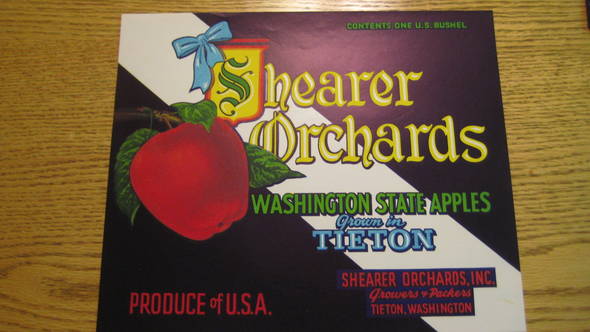 CONTENTS ONE U.S. BUSHEL
Shearer
Orchards
WASHINGTON STATE APPLES
Grown in
TIETON
SHEARER ORCHARDS, INC.
Growers & Packers
TIETON, WASHINGTON
PRODUCE of U.S.A.